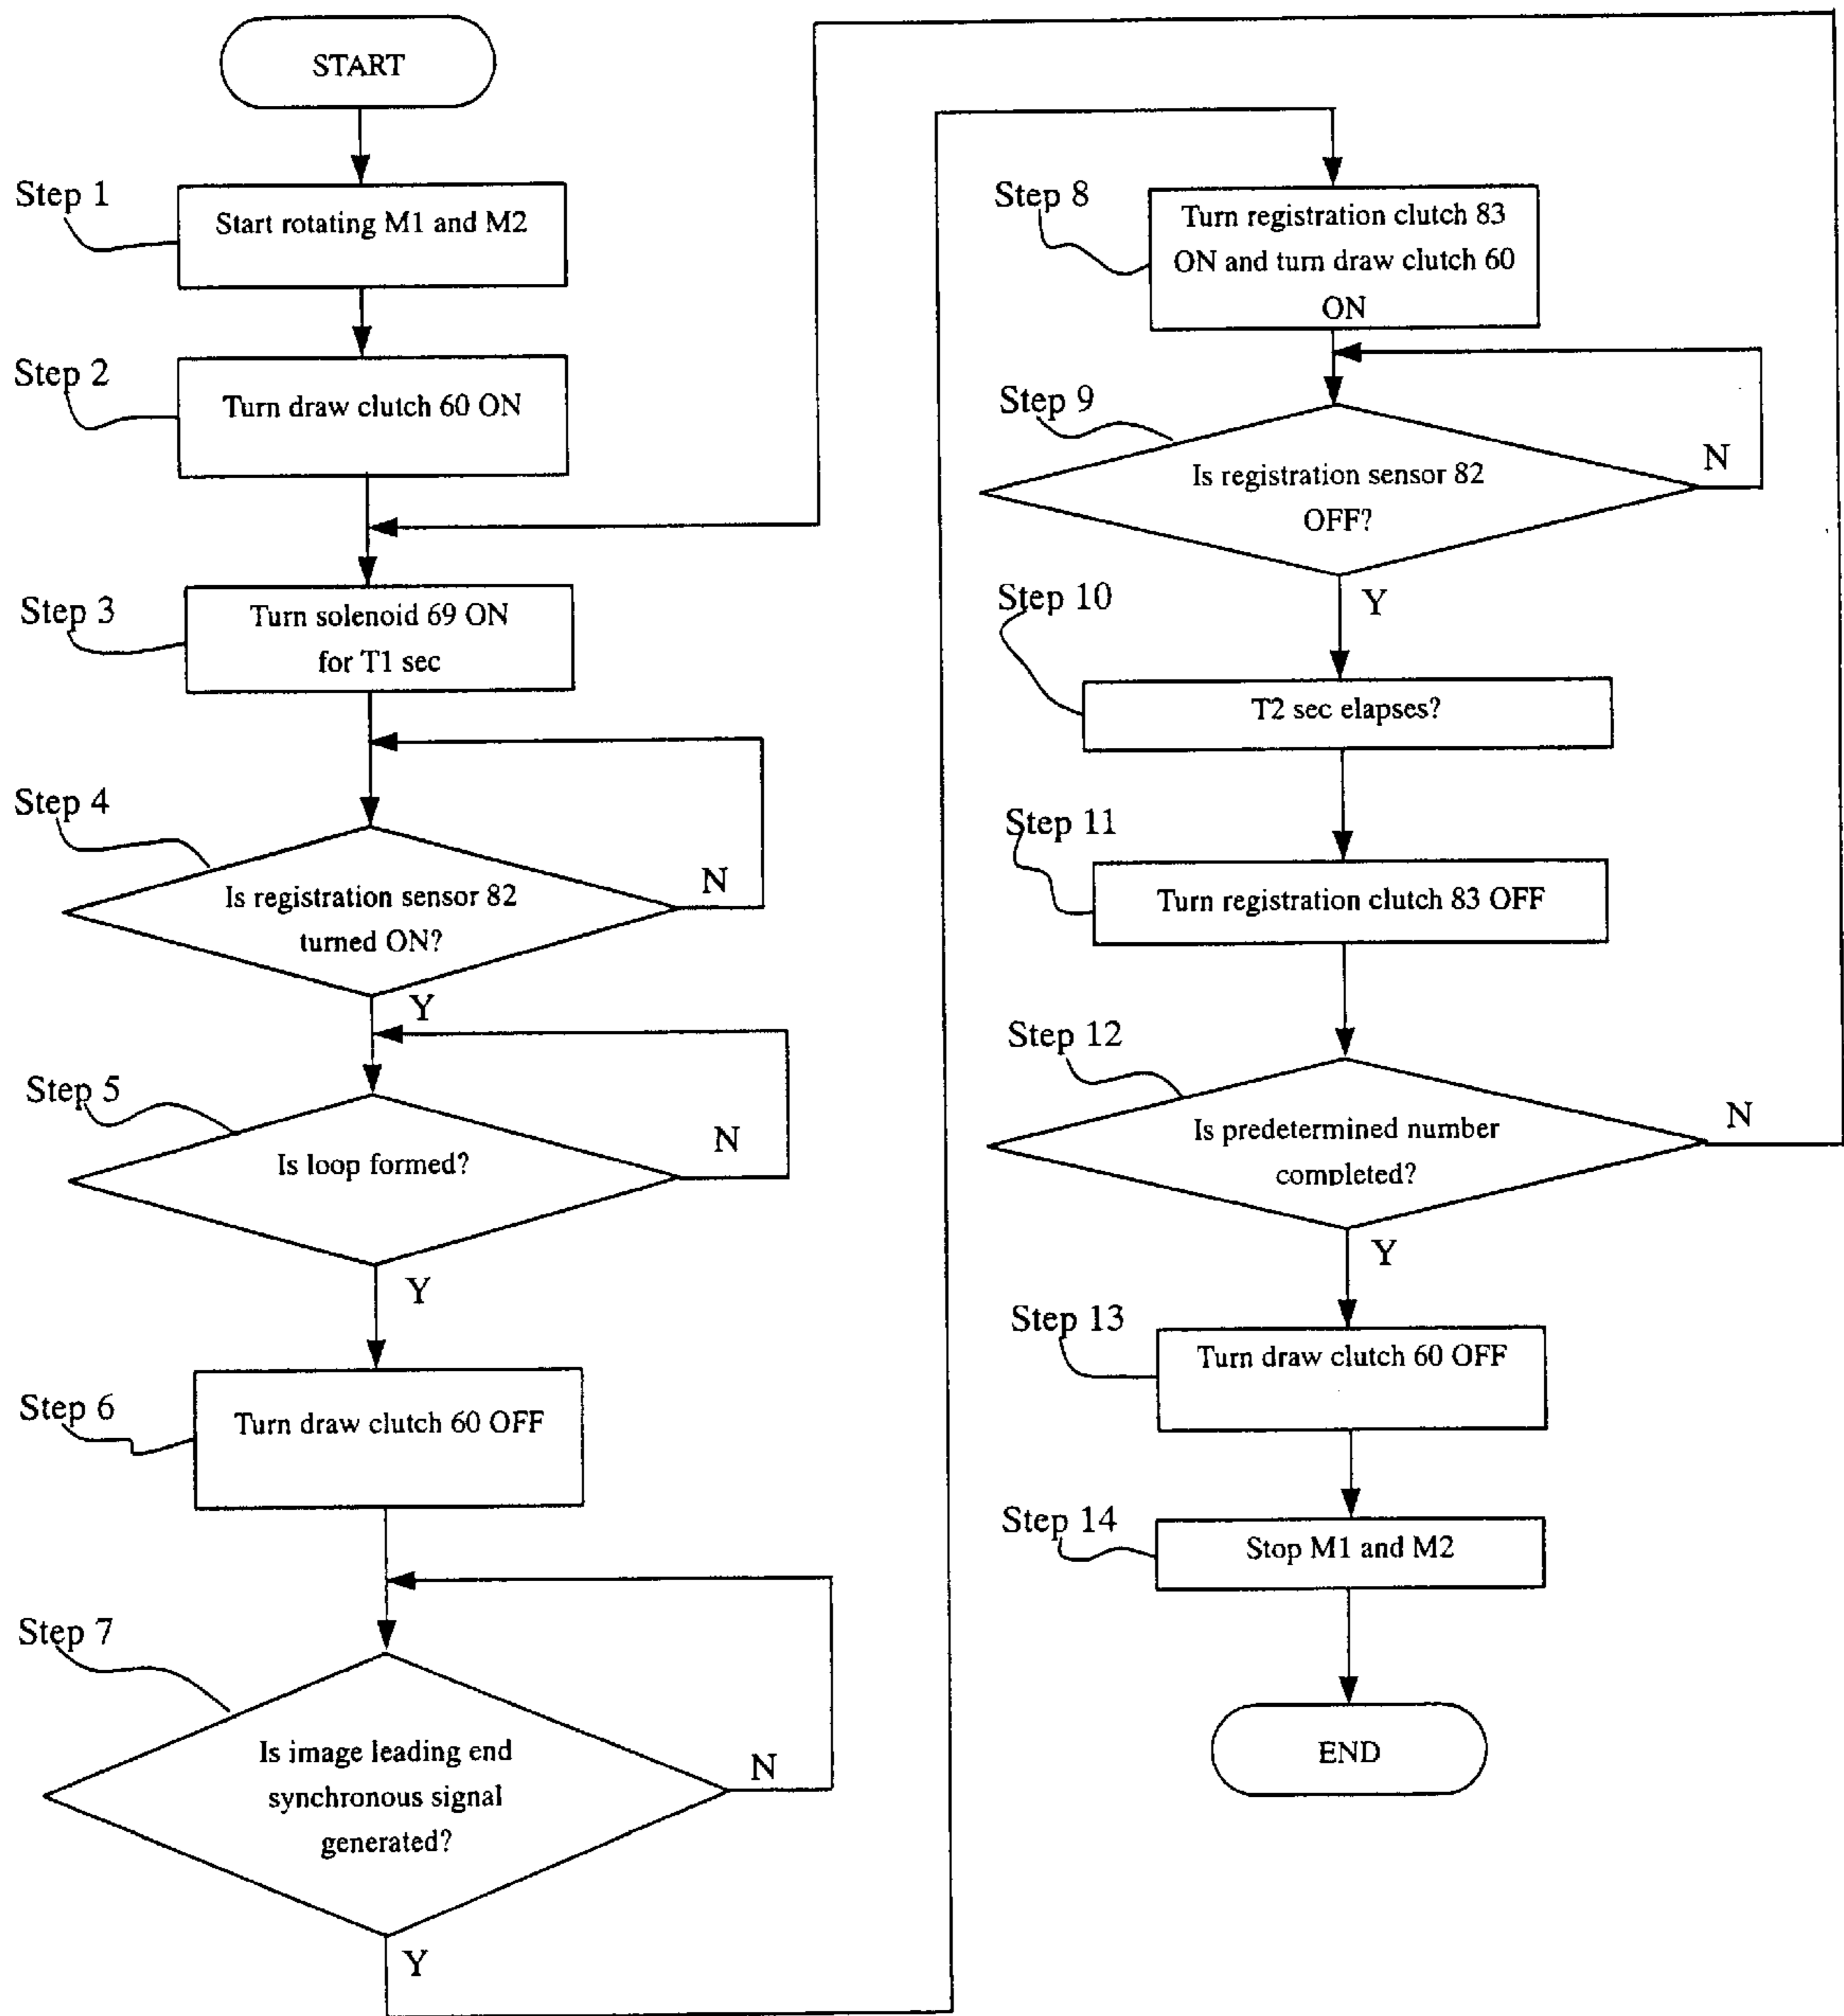 START
Step 1
Start rotating M1 and M2
Step 2
Turn draw clutch 60 ON
Step 3
Turn solenoid 69 ON
for T1 sec
Step 4
Is registration sensor 82
turned ON?
N
Y
Step 5
Is loop formed?
N
Y
Step 6
Turn draw clutch 60 OFF
Step 7
Is image leading end
synchronous signal
generated?
N
Y
Step 8
Turn registration clutch 83
ON and turn draw clutch 60
ON
Step 9
Is registration sensor 82
OFF?
N
Y
Step 10
T2 sec elapses?
Step 11
Turn registration clutch 83 OFF
Step 12
Is predetermined number
completed?
N
Y
Step 13
Turn draw clutch 60 OFF
Step 14
Stop M1 and M2
END